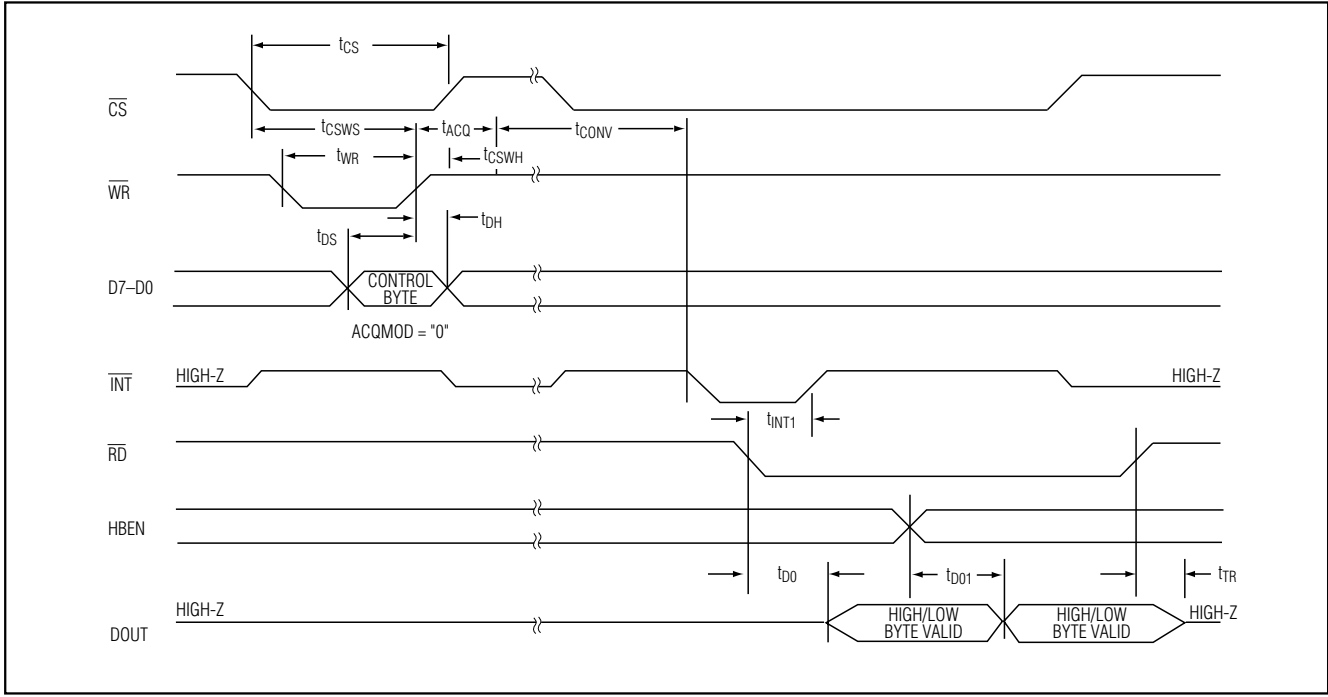 tCS
CS
tCSWS
tACQ
tCONV
tWR
tCSWH
WR
tDH
tDS
D7–D0
CONTROL
BYTE
ACQMOD = "0"
INT
HIGH-Z
HIGH-Z
tINT1
RD
HBEN
tD0
tD01
tTR
DOUT
HIGH-Z
HIGH/LOW
BYTE VALID
HIGH/LOW
BYTE VALID
HIGH-Z